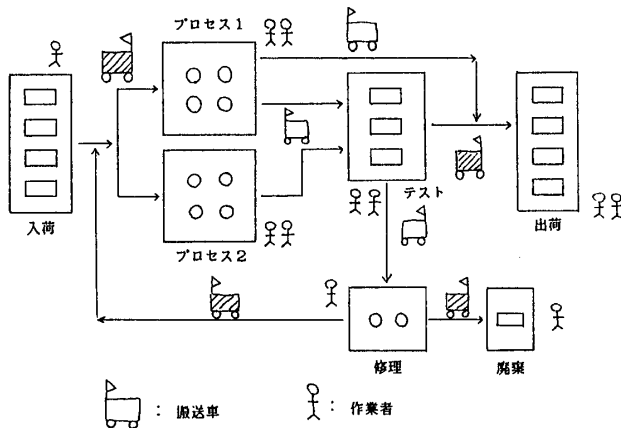 プロセス1
入荷
テスト
出荷
プロセス2
修理
廃棄
: 搬送車
: 作業者